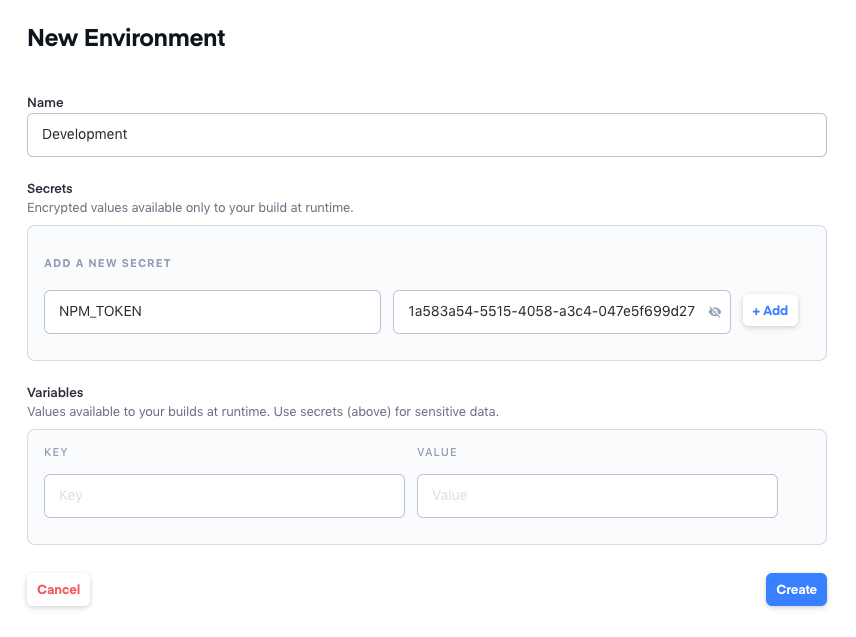 New Environment
Name
Development
Secrets
Encrypted values available only to your build at runtime.
ADD A NEW SECRET
NPM_TOKEN
1a583a54-5515-4058-a3c4-047e5f699d27
+ Add
Variables
Values available to your builds at runtime. Use secrets (above) for sensitive data.
KEY VALUE
Key Value
Cancel Create